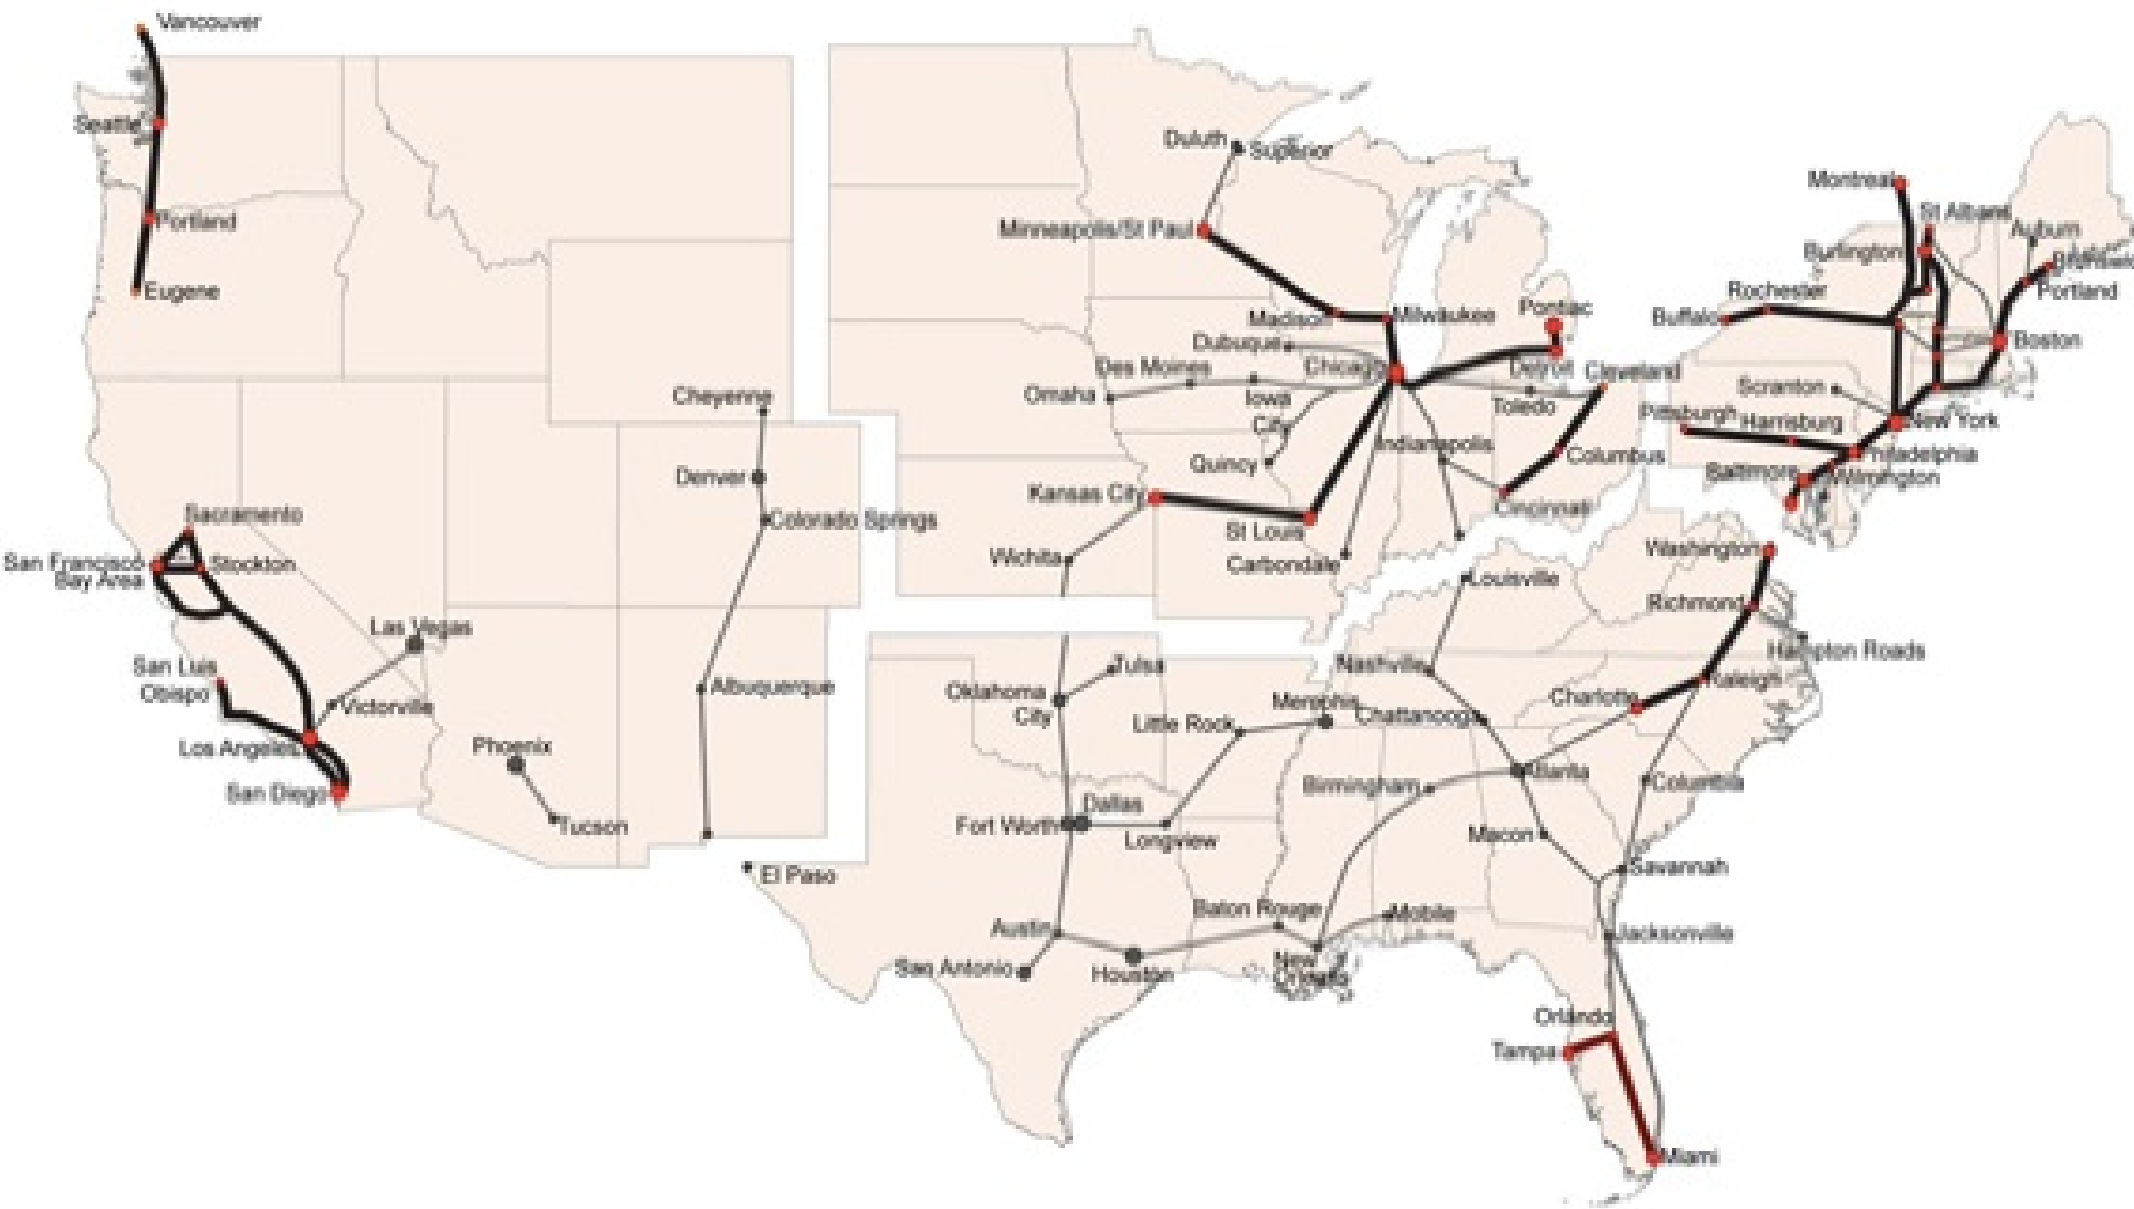 Vancouver
Seattle
Portland
Eugene
Sacramento
San Francisco
Bay Area
Stockton
Las Vegas
San Luis
Obispo
Victorville
Los Angeles
San Diego
Phoenix
Tucson
Cheyenne
Denver
Colorado Springs
Albuquerque
El Paso
Duluth
Superior
Minneapolis/St Paul
Madison
Milwaukee
Dubuque
Chicago
Des Moines
Omaha
Iowa
City
Quincy
Kansas City
St Louis
Carbondale
Wichita
Pontiac
Detroit
Cleveland
Toledo
Indianapolis
Columbus
Cincinnati
Montreal
St Albans
Auburn
Burlington
Brunswick
Portland
Rochester
Buffalo
Boston
Scranton
New York
Pittsburgh
Harrisburg
Philadelphia
Baltimore
Wilmington
Washington
Richmond
Hampton Roads
Louisville
Nashville
Raleigh
Charlotte
Tulsa
Oklahoma
City
Little Rock
Memphis
Chattanooga
Birmingham
Atlanta
Columbia
Macon
Savannah
Dallas
Fort Worth
Longview
Austin
San Antonio
Houston
Baton Rouge
New
Orleans
Mobile
Jacksonville
Orlando
Tampa
Miami